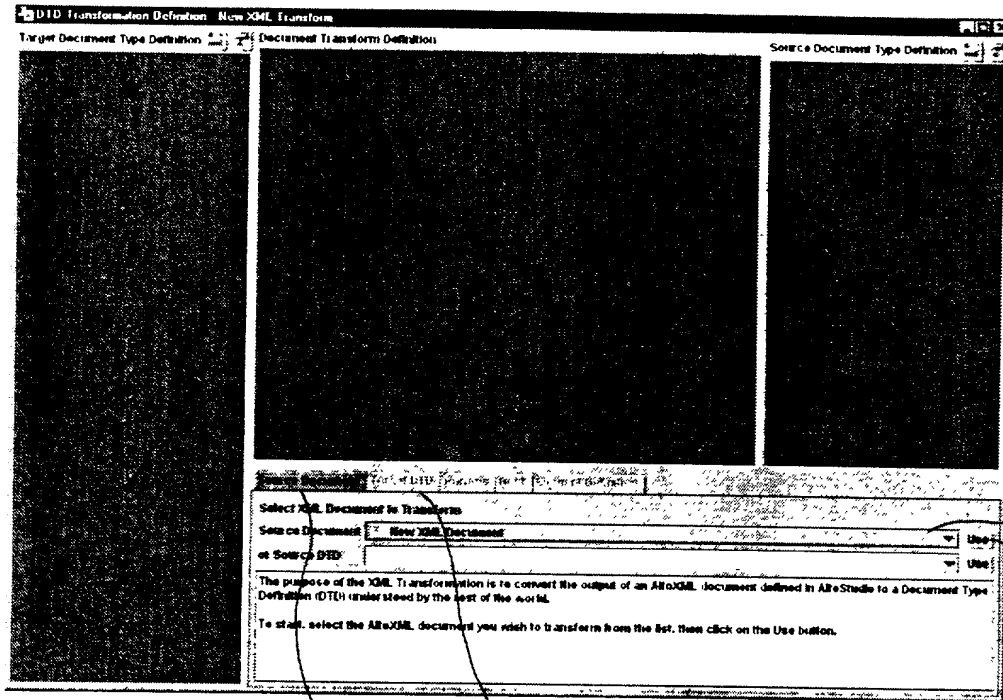 DTD Transformation Definition New XML Transform
Target Document Type Definition
Document Transform Definition
Source Document Type Definition
Select XML Document to Transform
Source Document New XML Document Use
or Source DTD Use
The purpose of the XML Transformation is to convert the output of an AltoXML document defined in AltoStudio to a Document Type
Definition (DTD) understood by the rest of the world.
To start, select the AltoXML document you wish to transform from the list, then click on the Use button.